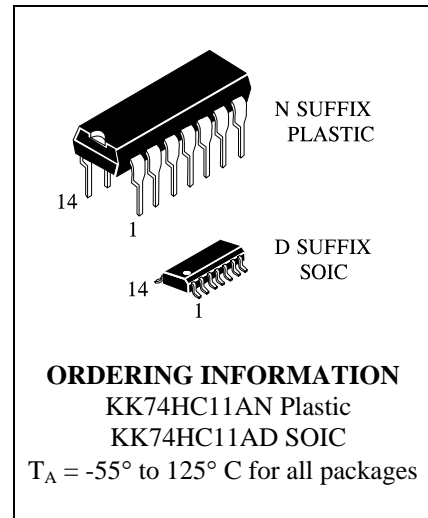 N SUFFIX
PLASTIC
14
1
D SUFFIX
SOIC
14
1
ORDERING INFORMATION
KK74HC11AN Plastic
KK74HC11AD SOIC
T_A = -55° to 125° C for all packages